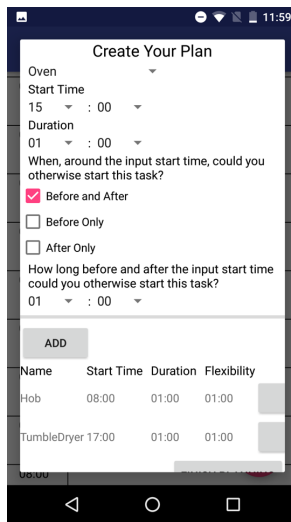 11:59
Create Your Plan
Oven
Start Time
15 : 00
Duration
01 : 00
When, around the input start time, could you
otherwise start this task?
Before and After
Before Only
After Only
How long before and after the input start time
could you otherwise start this task?
01 : 00
ADD
Name Start Time Duration Flexibility
Hob 08:00 01:00 01:00
TumbleDryer 17:00 01:00 01:00
08:00